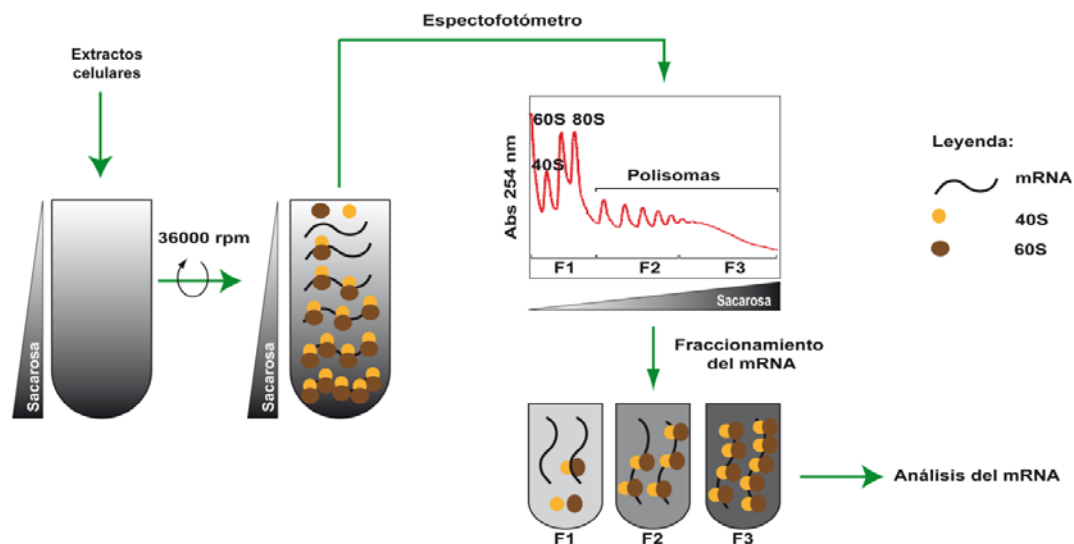 Espectofotómetro
Extractos
celulares
Sacarosa
36000 rpm
Sacarosa
Abs 254 nm
60S 80S
40S
Polisomas
F1 F2 F3
Sacarosa
Leyenda:
mRNA
40S
60S
Fraccionamiento
del mRNA
F1 F2 F3
Análisis del mRNA